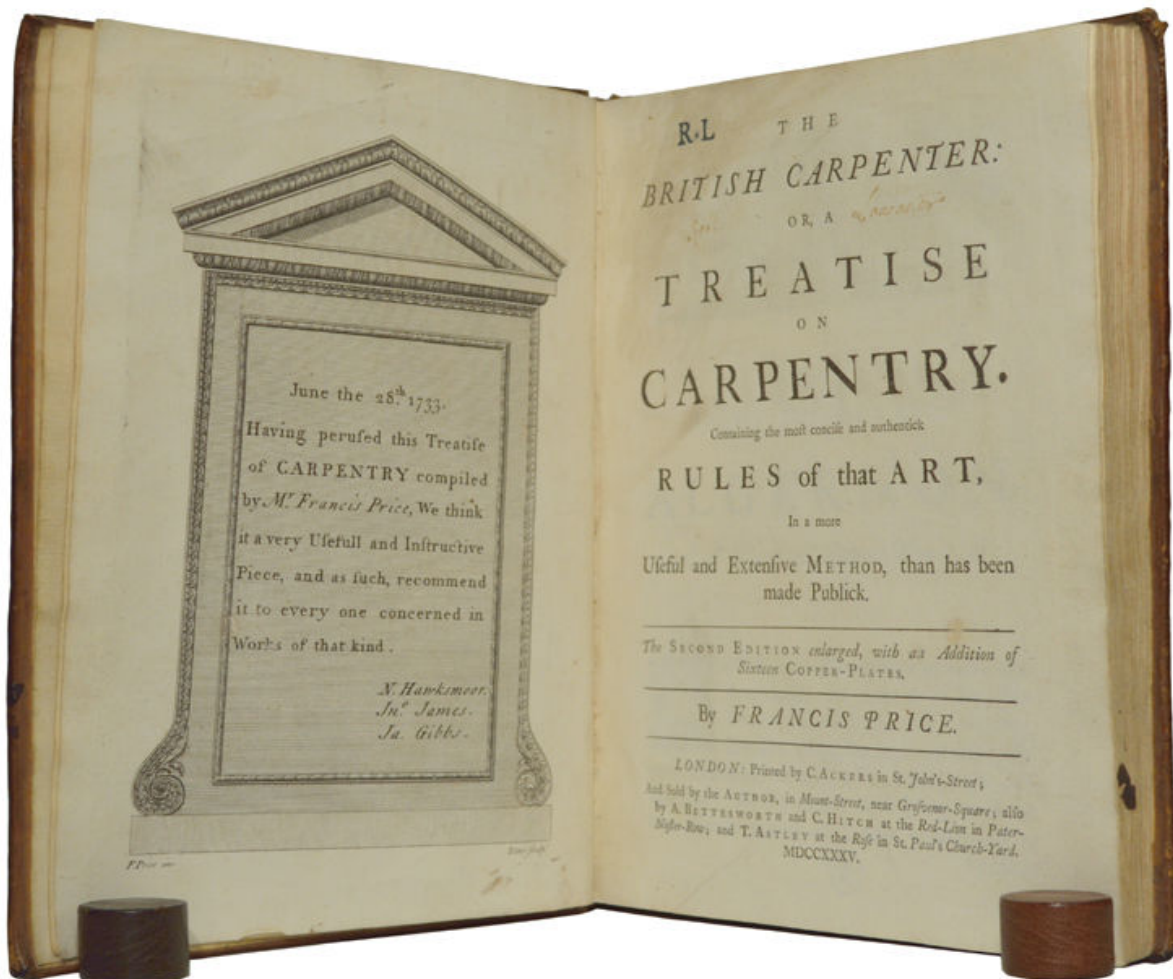 June the 28.th 1733.
Having peruſed this Treatiſe
of CARPENTRY compiled
by Mr. Francis Price, We think
it a very Uſefull and Inſtructive
Piece, and as ſuch, recommend
it to every one concerned in
Works of that kind.
N. Hawksmoor.
Jno. James.
Ja. Gibbs.
R.L
THE
BRITISH CARPENTER:
OR, A
TREATISE
ON
CARPENTRY.
Containing the moſt conciſe and authentick
RULES of that ART,
In a more
Uſeful and Extenſive METHOD, than has been
made Publick.
The SECOND EDITION enlarged, with an Addition of
Sixteen COPPER-PLATES.
By FRANCIS PRICE.
LONDON: Printed by C. ACKERS in St. John's-Street;
And Sold by the AUTHOR, in Mount-Street, near Groſvenor-Square; alſo
by A. BETTESWORTH and C. HITCH at the Red-Lion in Pater-
Noſter-Row; and T. ASTLEY at the Roſe in St. Paul's Church-Yard.
MDCCXXXV.